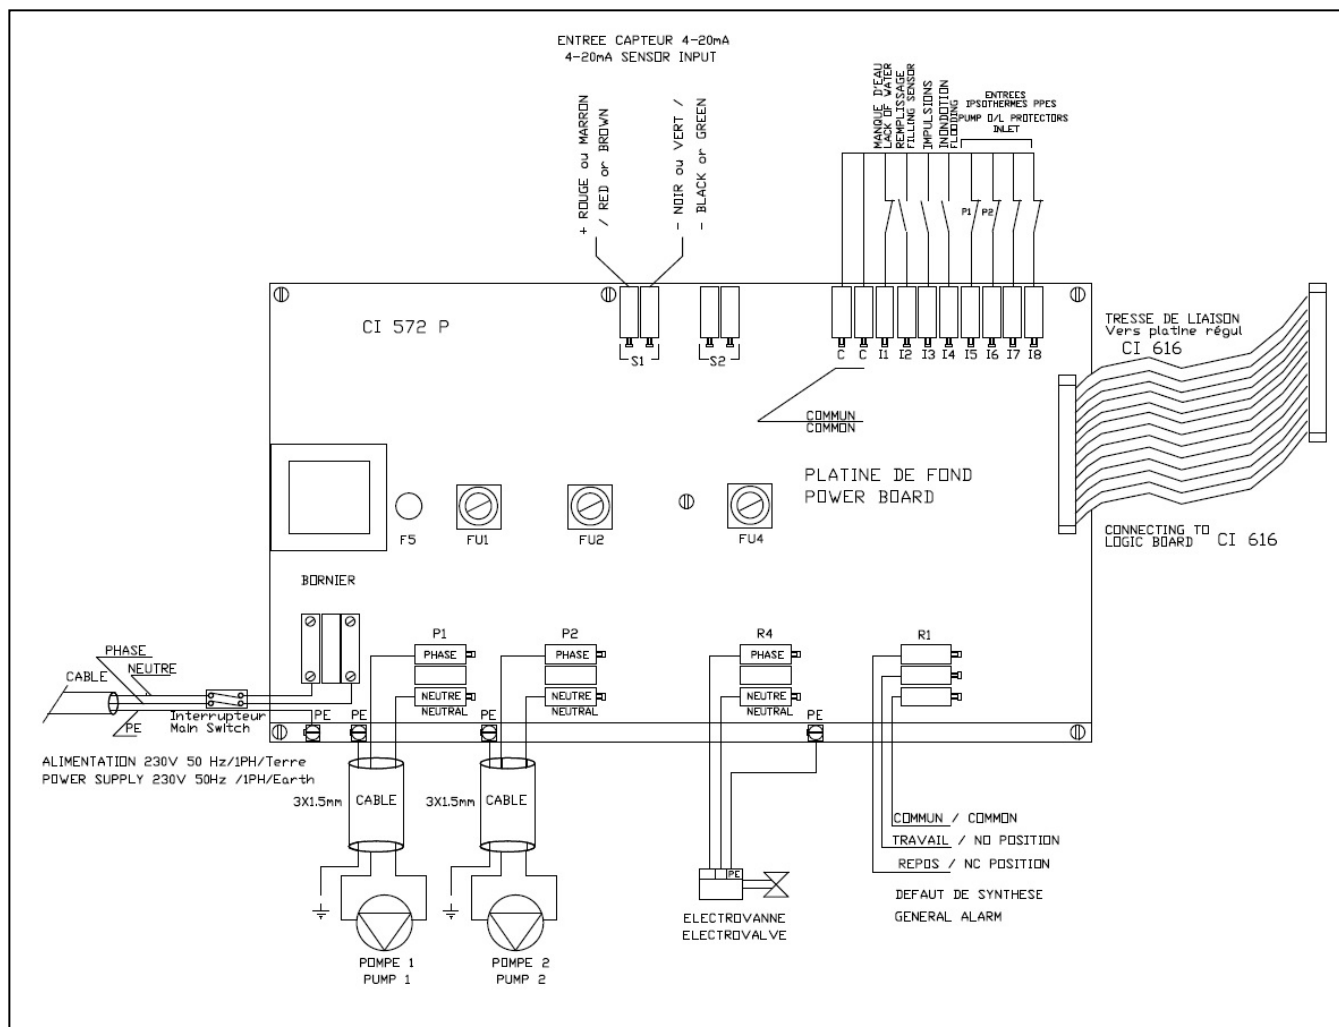 ENTREE CAPTEUR 4-20mA
4-20mA SENSOR INPUT
+ ROUGE ou MARRON
/ RED or BROWN
- NOIR ou VERT /
- BLACK or GREEN
MANQUE D'EAU
LACK OF WATER
REMPLISSAGE
FILLING SENSOR
IMPULSIONS
INONDOTION
FLOODING
ENTREES
IPSOTHERMES PPES
PUMP O/L PROTECTORS
INLET
P1 P2
CI 572 P
S1 S2
C C I1 I2 I3 I4 I5 I6 I7 I8
COMMUN
COMMON
TRESSE DE LIAISON
Vers platine régul
CI 616
PLATINE DE FOND
POWER BOARD
F5 FU1 FU2 FU4
CONNECTING TO
LOGIC BOARD CI 616
BORNIER
P1 P2 R4 R1
PHASE PHASE PHASE
NEUTRE NEUTRE NEUTRE
NEUTRAL NEUTRAL NEUTRAL
PHASE
NEUTRE
CABLE
PE
Interrupteur
Main Switch
PE PE PE PE
ALIMENTATION 230V 50 Hz/1PH/Terre
POWER SUPPLY 230V 50Hz /1PH/Earth
3X1.5mm CABLE 3X1.5mm CABLE
COMMUN / COMMON
TRAVAIL / NO POSITION
REPOS / NC POSITION
PE
DEFAUT DE SYNTHESE
GENERAL ALARM
ELECTROVANNE
ELECTROVALVE
POMPE 1
PUMP 1
POMPE 2
PUMP 2